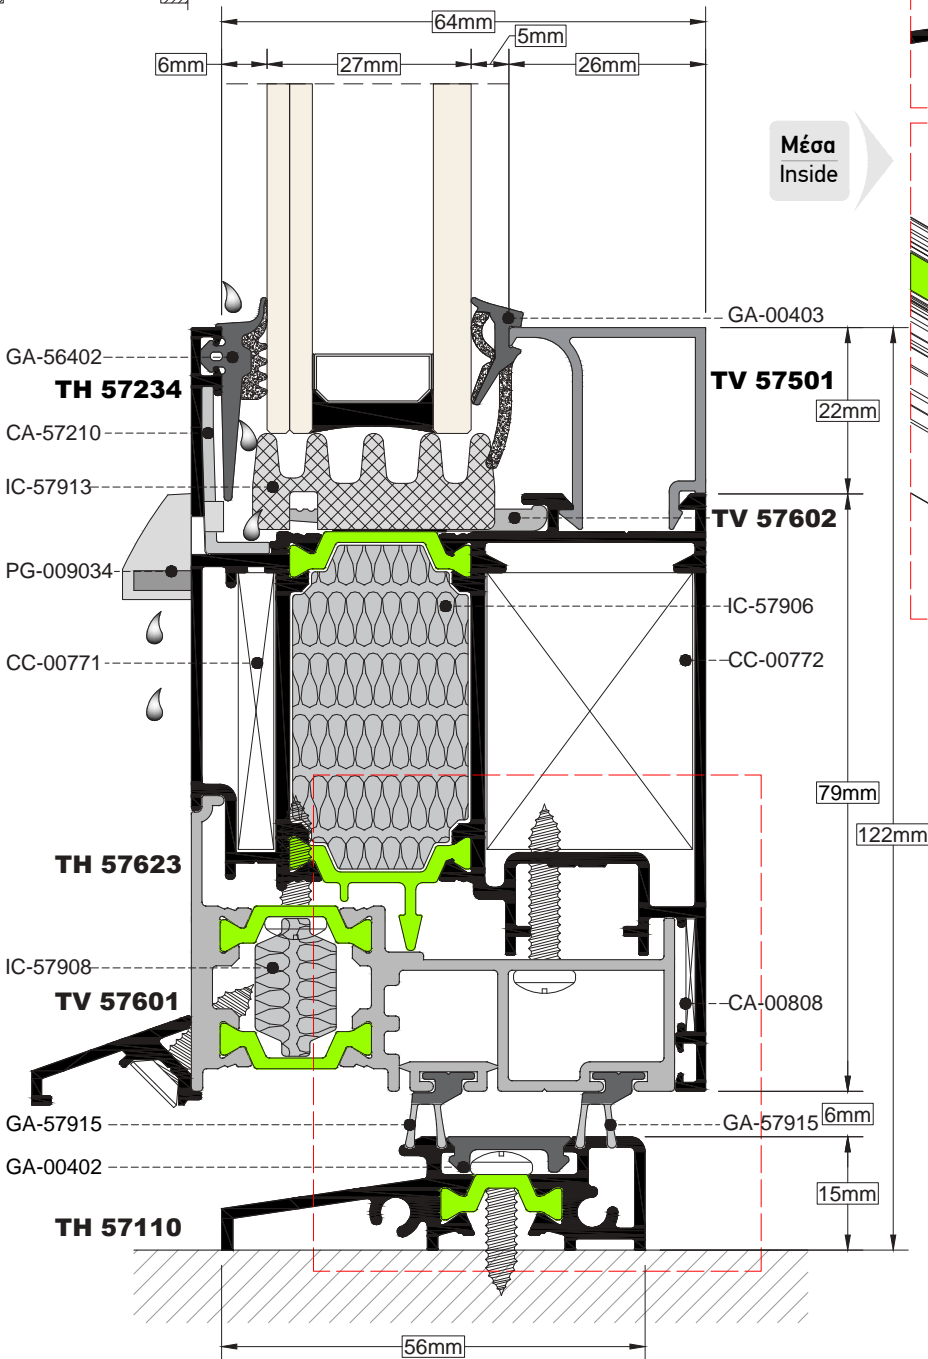 64mm
5mm
6mm
27mm
26mm
Μέσα
Inside
GA-00403
GA-56402
TH 57234
TV 57501
22mm
CA-57210
IC-57913
TV 57602
PG-009034
IC-57906
CC-00771
CC-00772
79mm
122mm
TH 57623
IC-57908
TV 57601
CA-00808
GA-57915
GA-57915
6mm
GA-00402
15mm
TH 57110
56mm